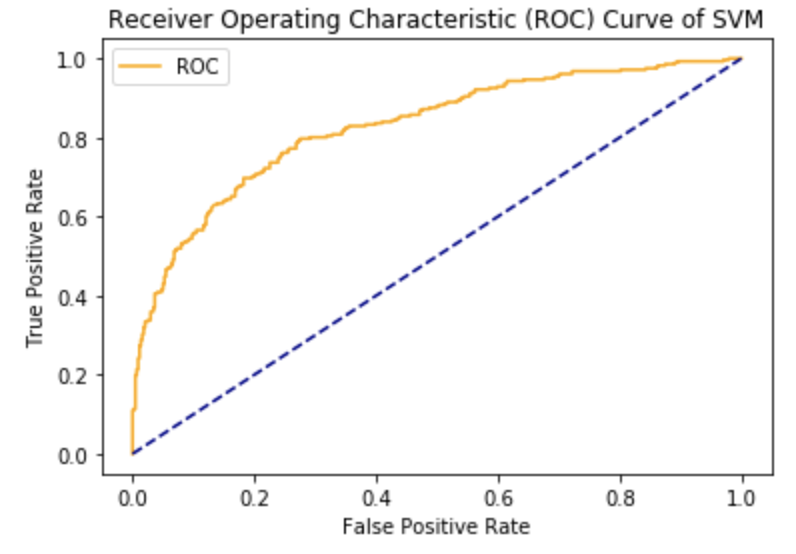 Receiver Operating Characteristic (ROC) Curve of SVM
ROC
1.0
0.8
0.6
0.4
0.2
0.0
True Positive Rate
0.0 0.2 0.4 0.6 0.8 1.0
False Positive Rate